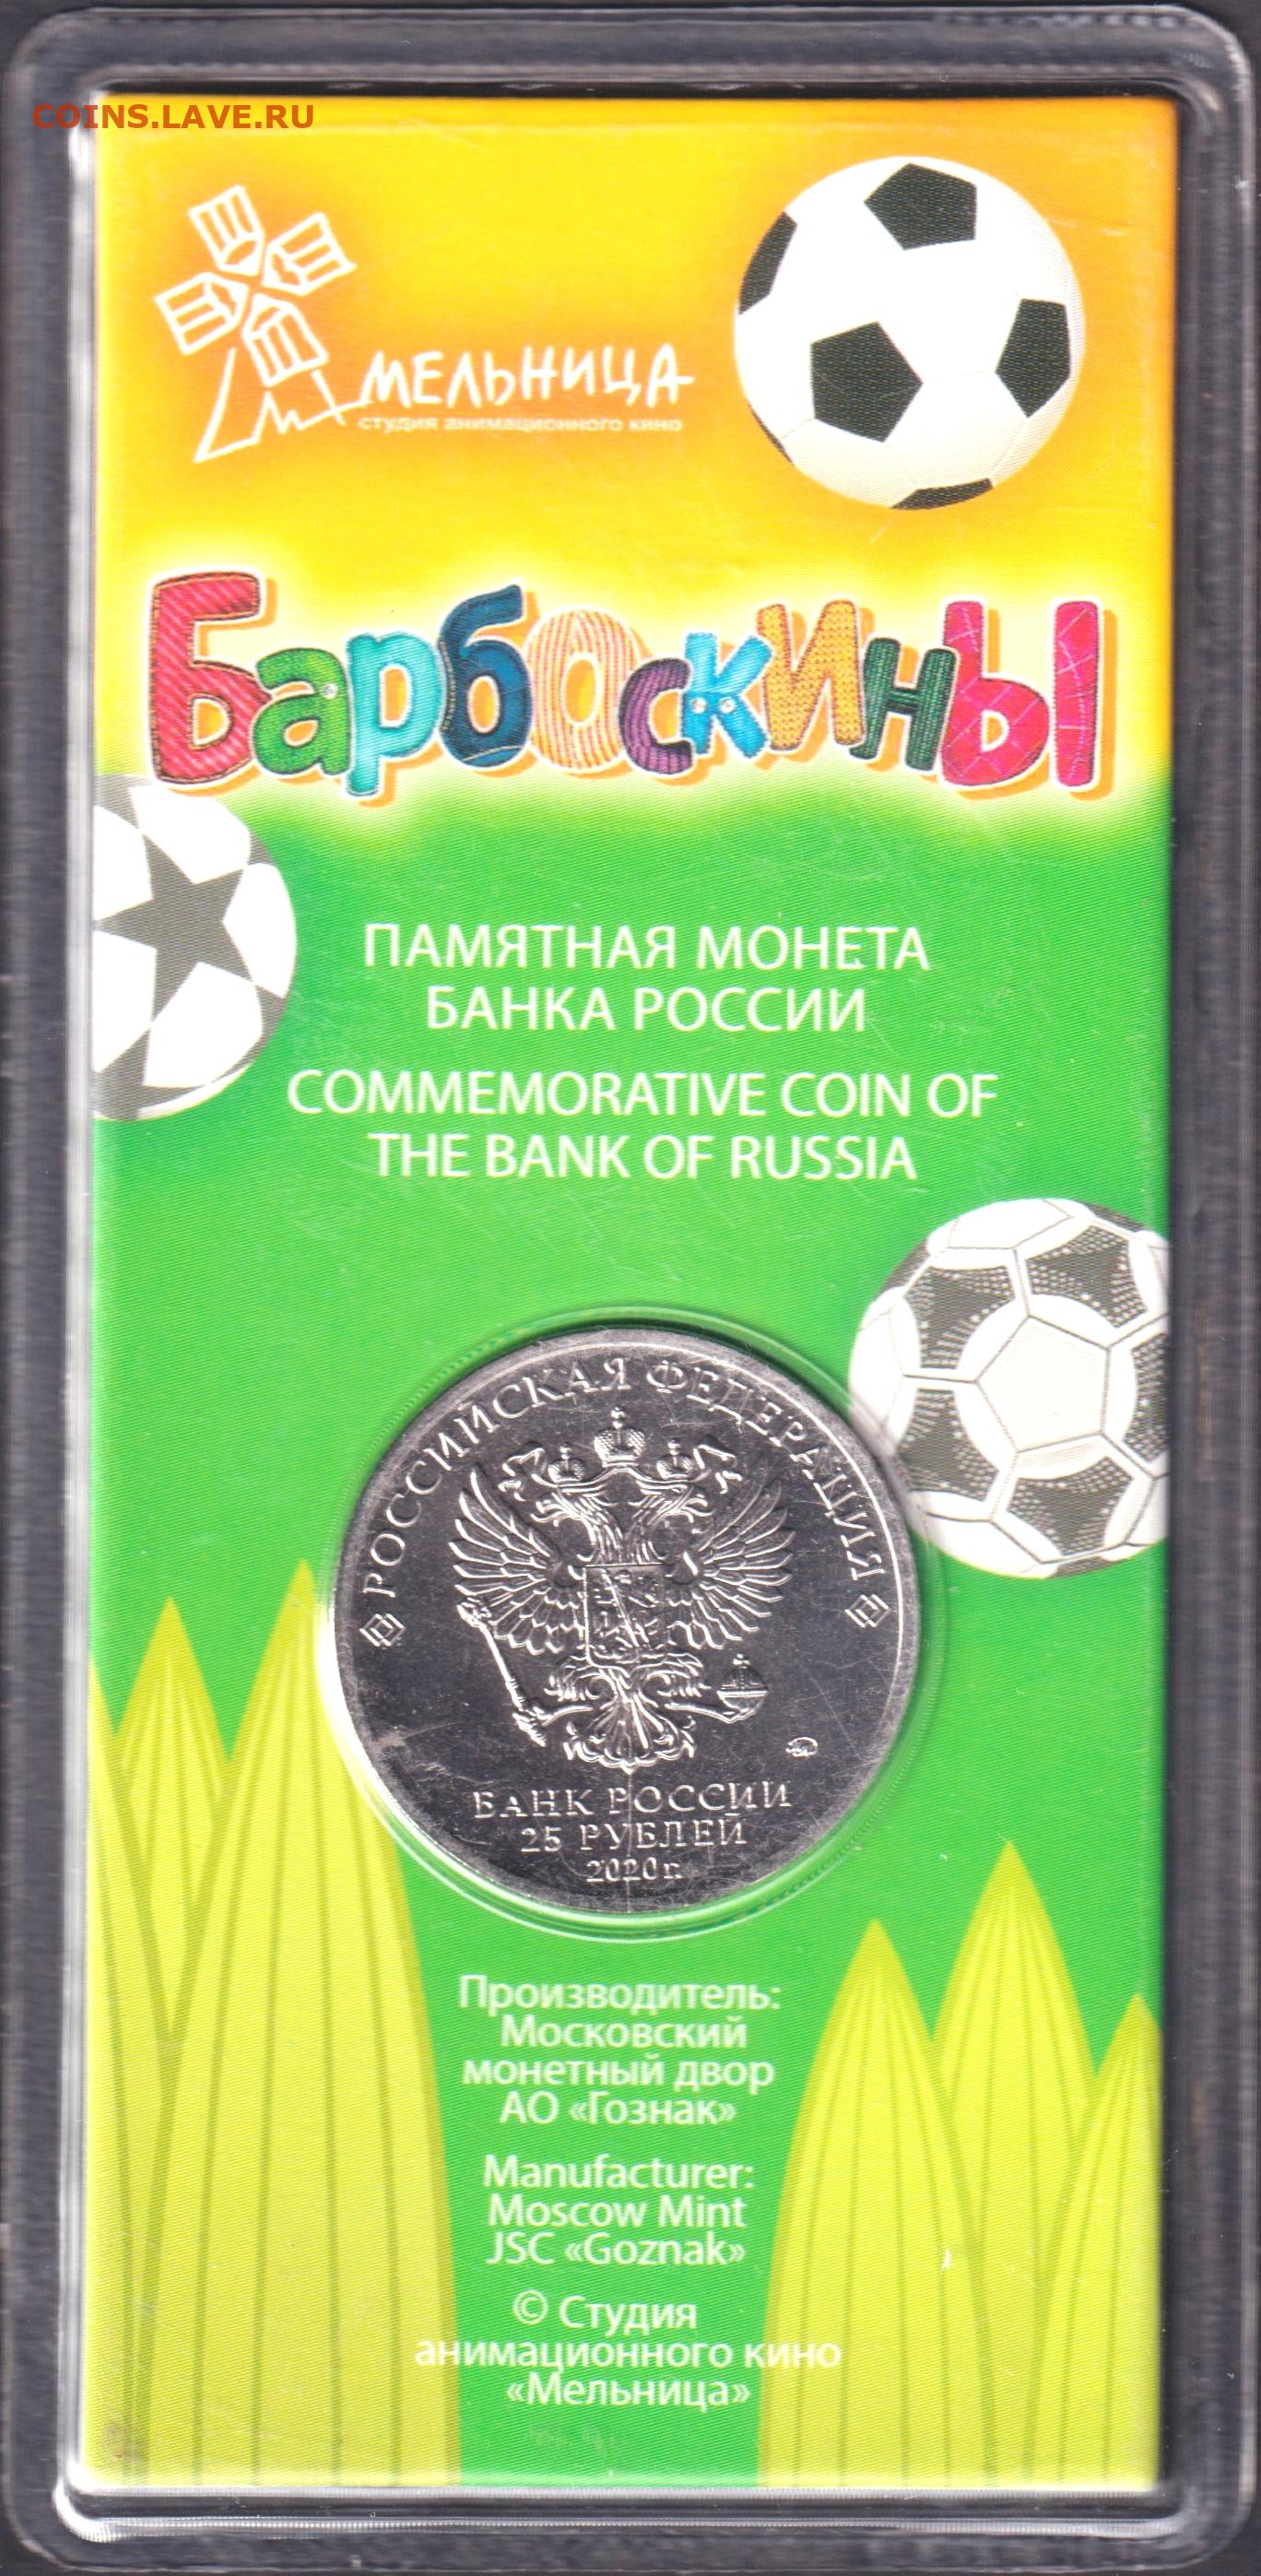 COINS.LAVE.RU
МЕЛЬНИЦА
студия анимационного кино
Барбоскины
ПАМЯТНАЯ МОНЕТА
БАНКА РОССИИ
COMMEMORATIVE COIN OF
THE BANK OF RUSSIA
РОССИЙСКАЯ ФЕДЕРАЦИЯ
БАНК РОССИИ
25 РУБЛЕЙ
2020 г.
Производитель:
Московский
монетный двор
АО «Гознак»
Manufacturer:
Moscow Mint
JSC «Goznak»
© Студия
анимационного кино
«Мельница»